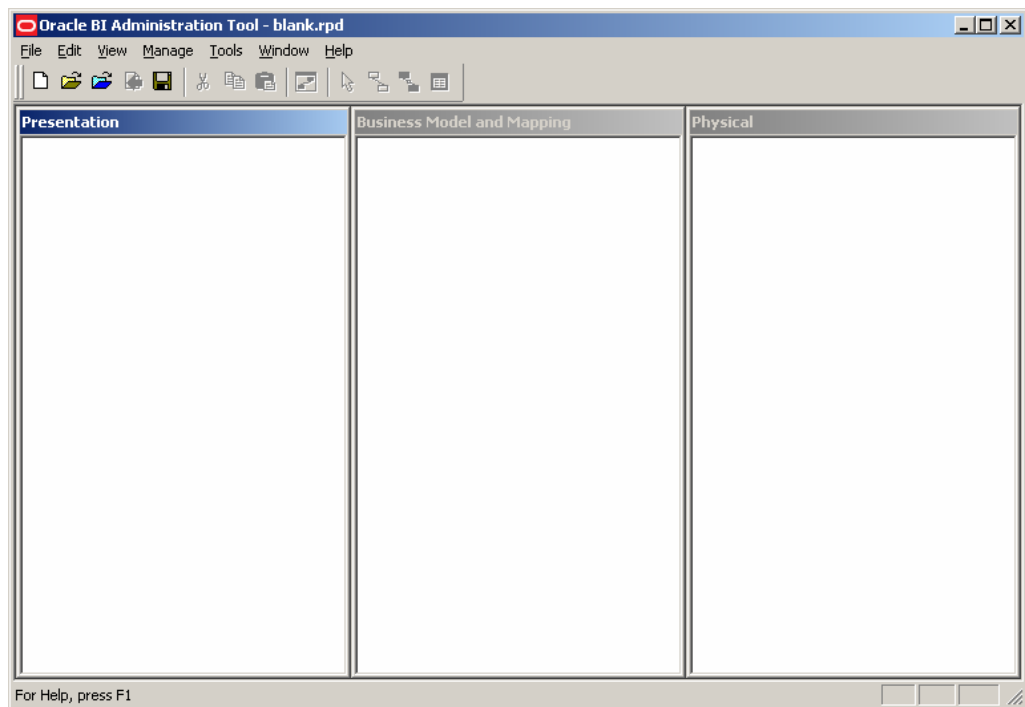 Oracle BI Administration Tool - blank.rpd
File Edit View Manage Tools Window Help
Presentation Business Model and Mapping Physical
For Help, press F1